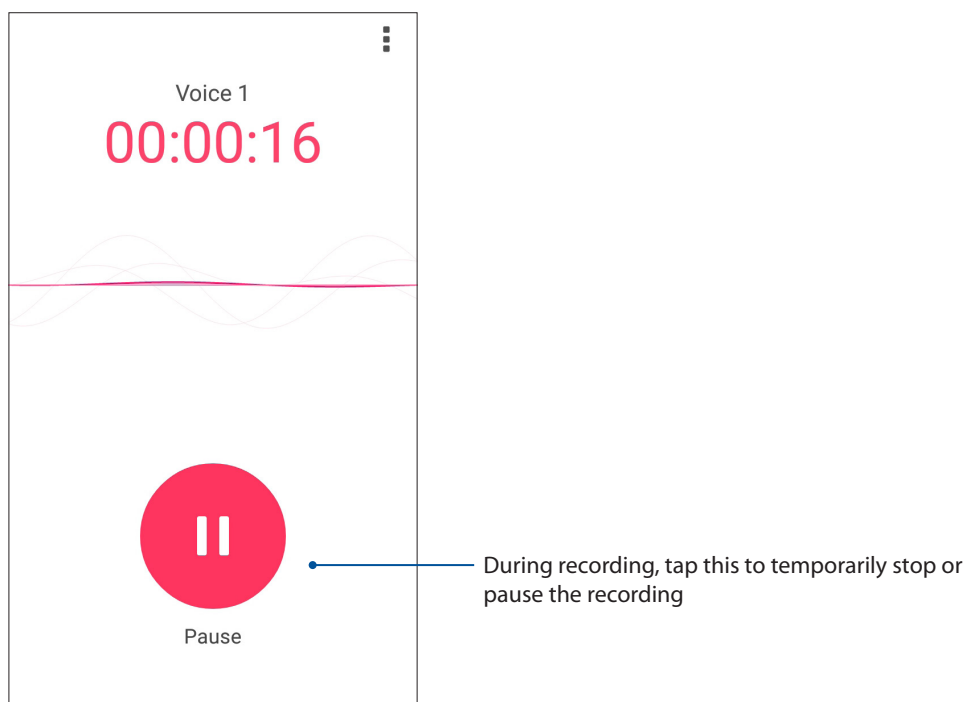 Voice 1
00:00:16
During recording, tap this to temporarily stop or
pause the recording
Pause